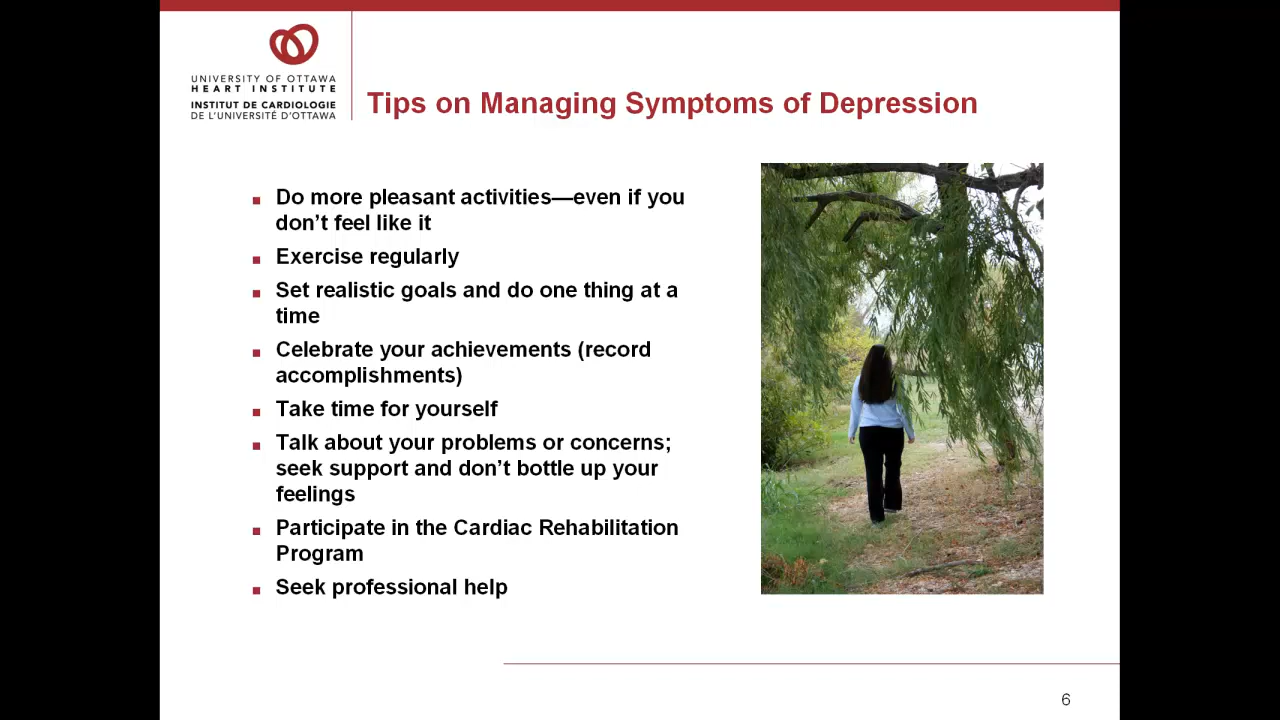 UNIVERSITY OF OTTAWA
HEART INSTITUTE
INSTITUT DE CARDIOLOGIE
DE L'UNIVERSITÉ D'OTTAWA
Tips on Managing Symptoms of Depression
Do more pleasant activities—even if you
don't feel like it
Exercise regularly
Set realistic goals and do one thing at a
time
Celebrate your achievements (record
accomplishments)
Take time for yourself
Talk about your problems or concerns;
seek support and don't bottle up your
feelings
Participate in the Cardiac Rehabilitation
Program
Seek professional help
6